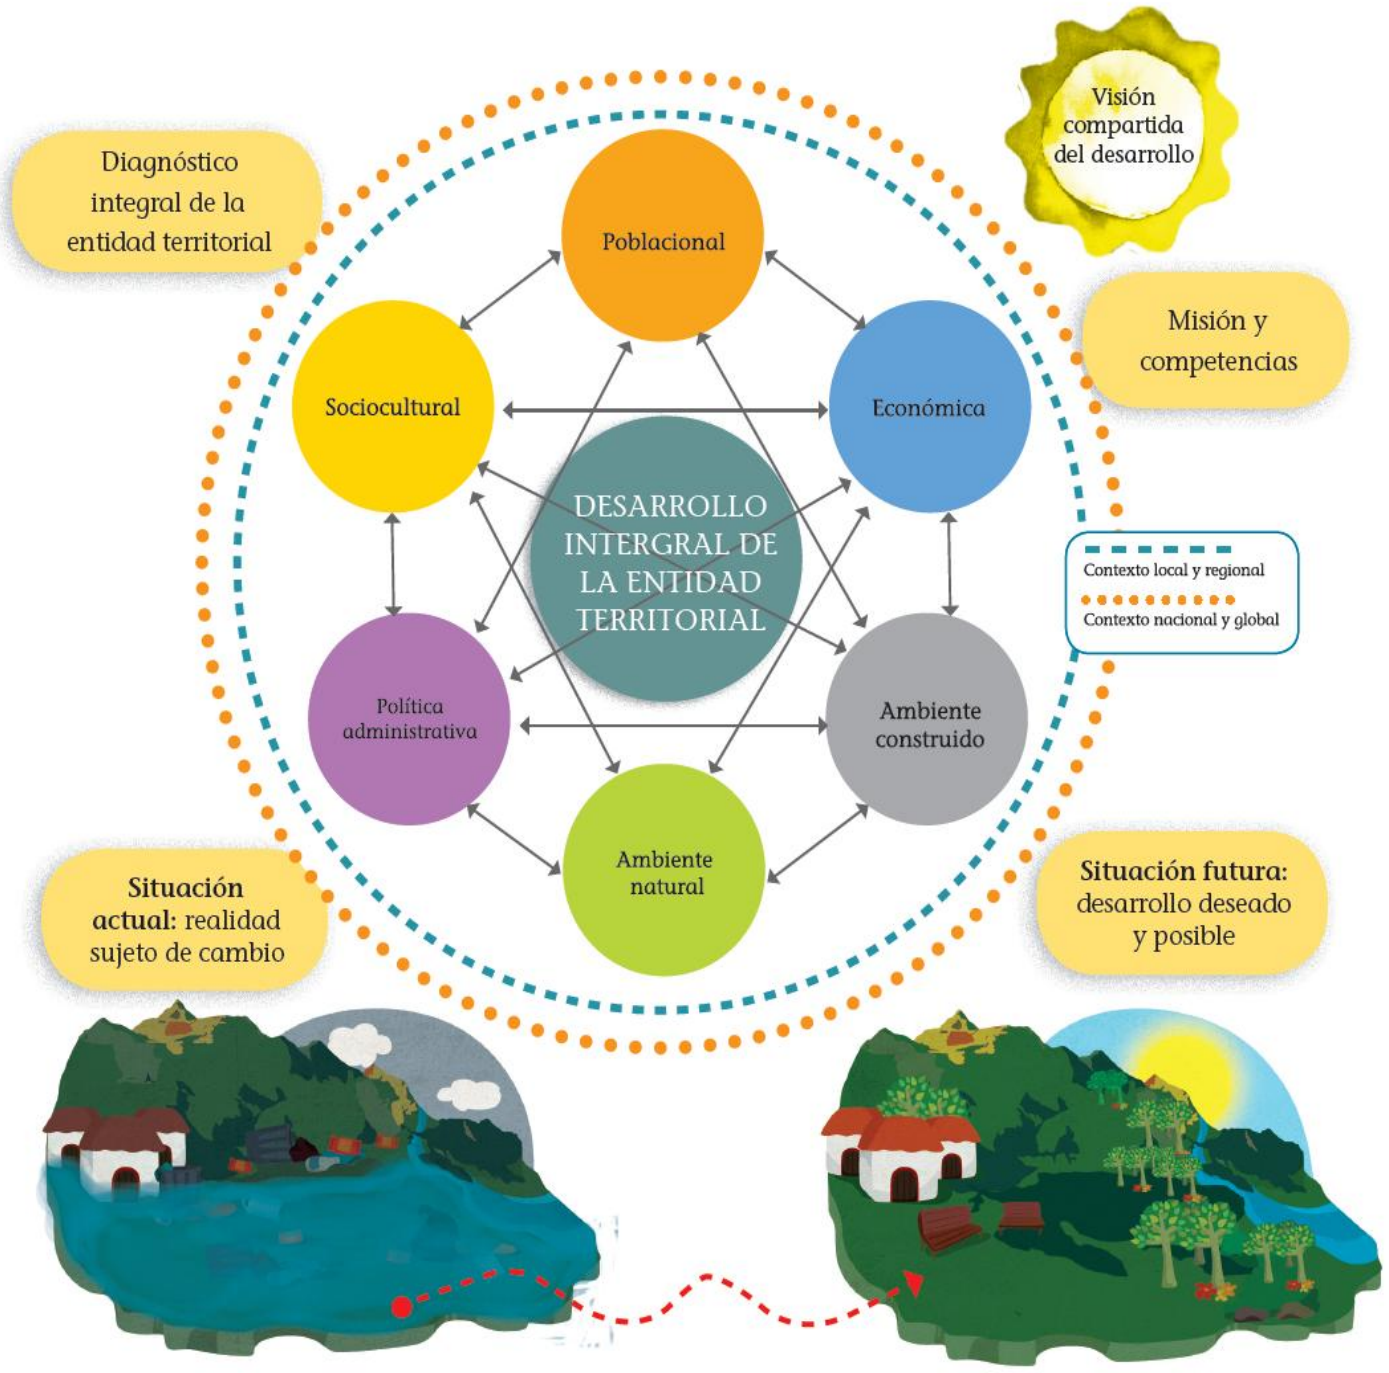 Visión
compartida
del desarrollo
Diagnóstico
integral de la
entidad territorial
Poblacional
Misión y
competencias
Sociocultural
Económica
DESARROLLO
INTERGRAL DE
LA ENTIDAD
TERRITORIAL
Contexto local y regional
Contexto nacional y global
Política
administrativa
Ambiente
construido
Ambiente
natural
Situación
actual: realidad
sujeto de cambio
Situación futura:
desarrollo deseado
y posible